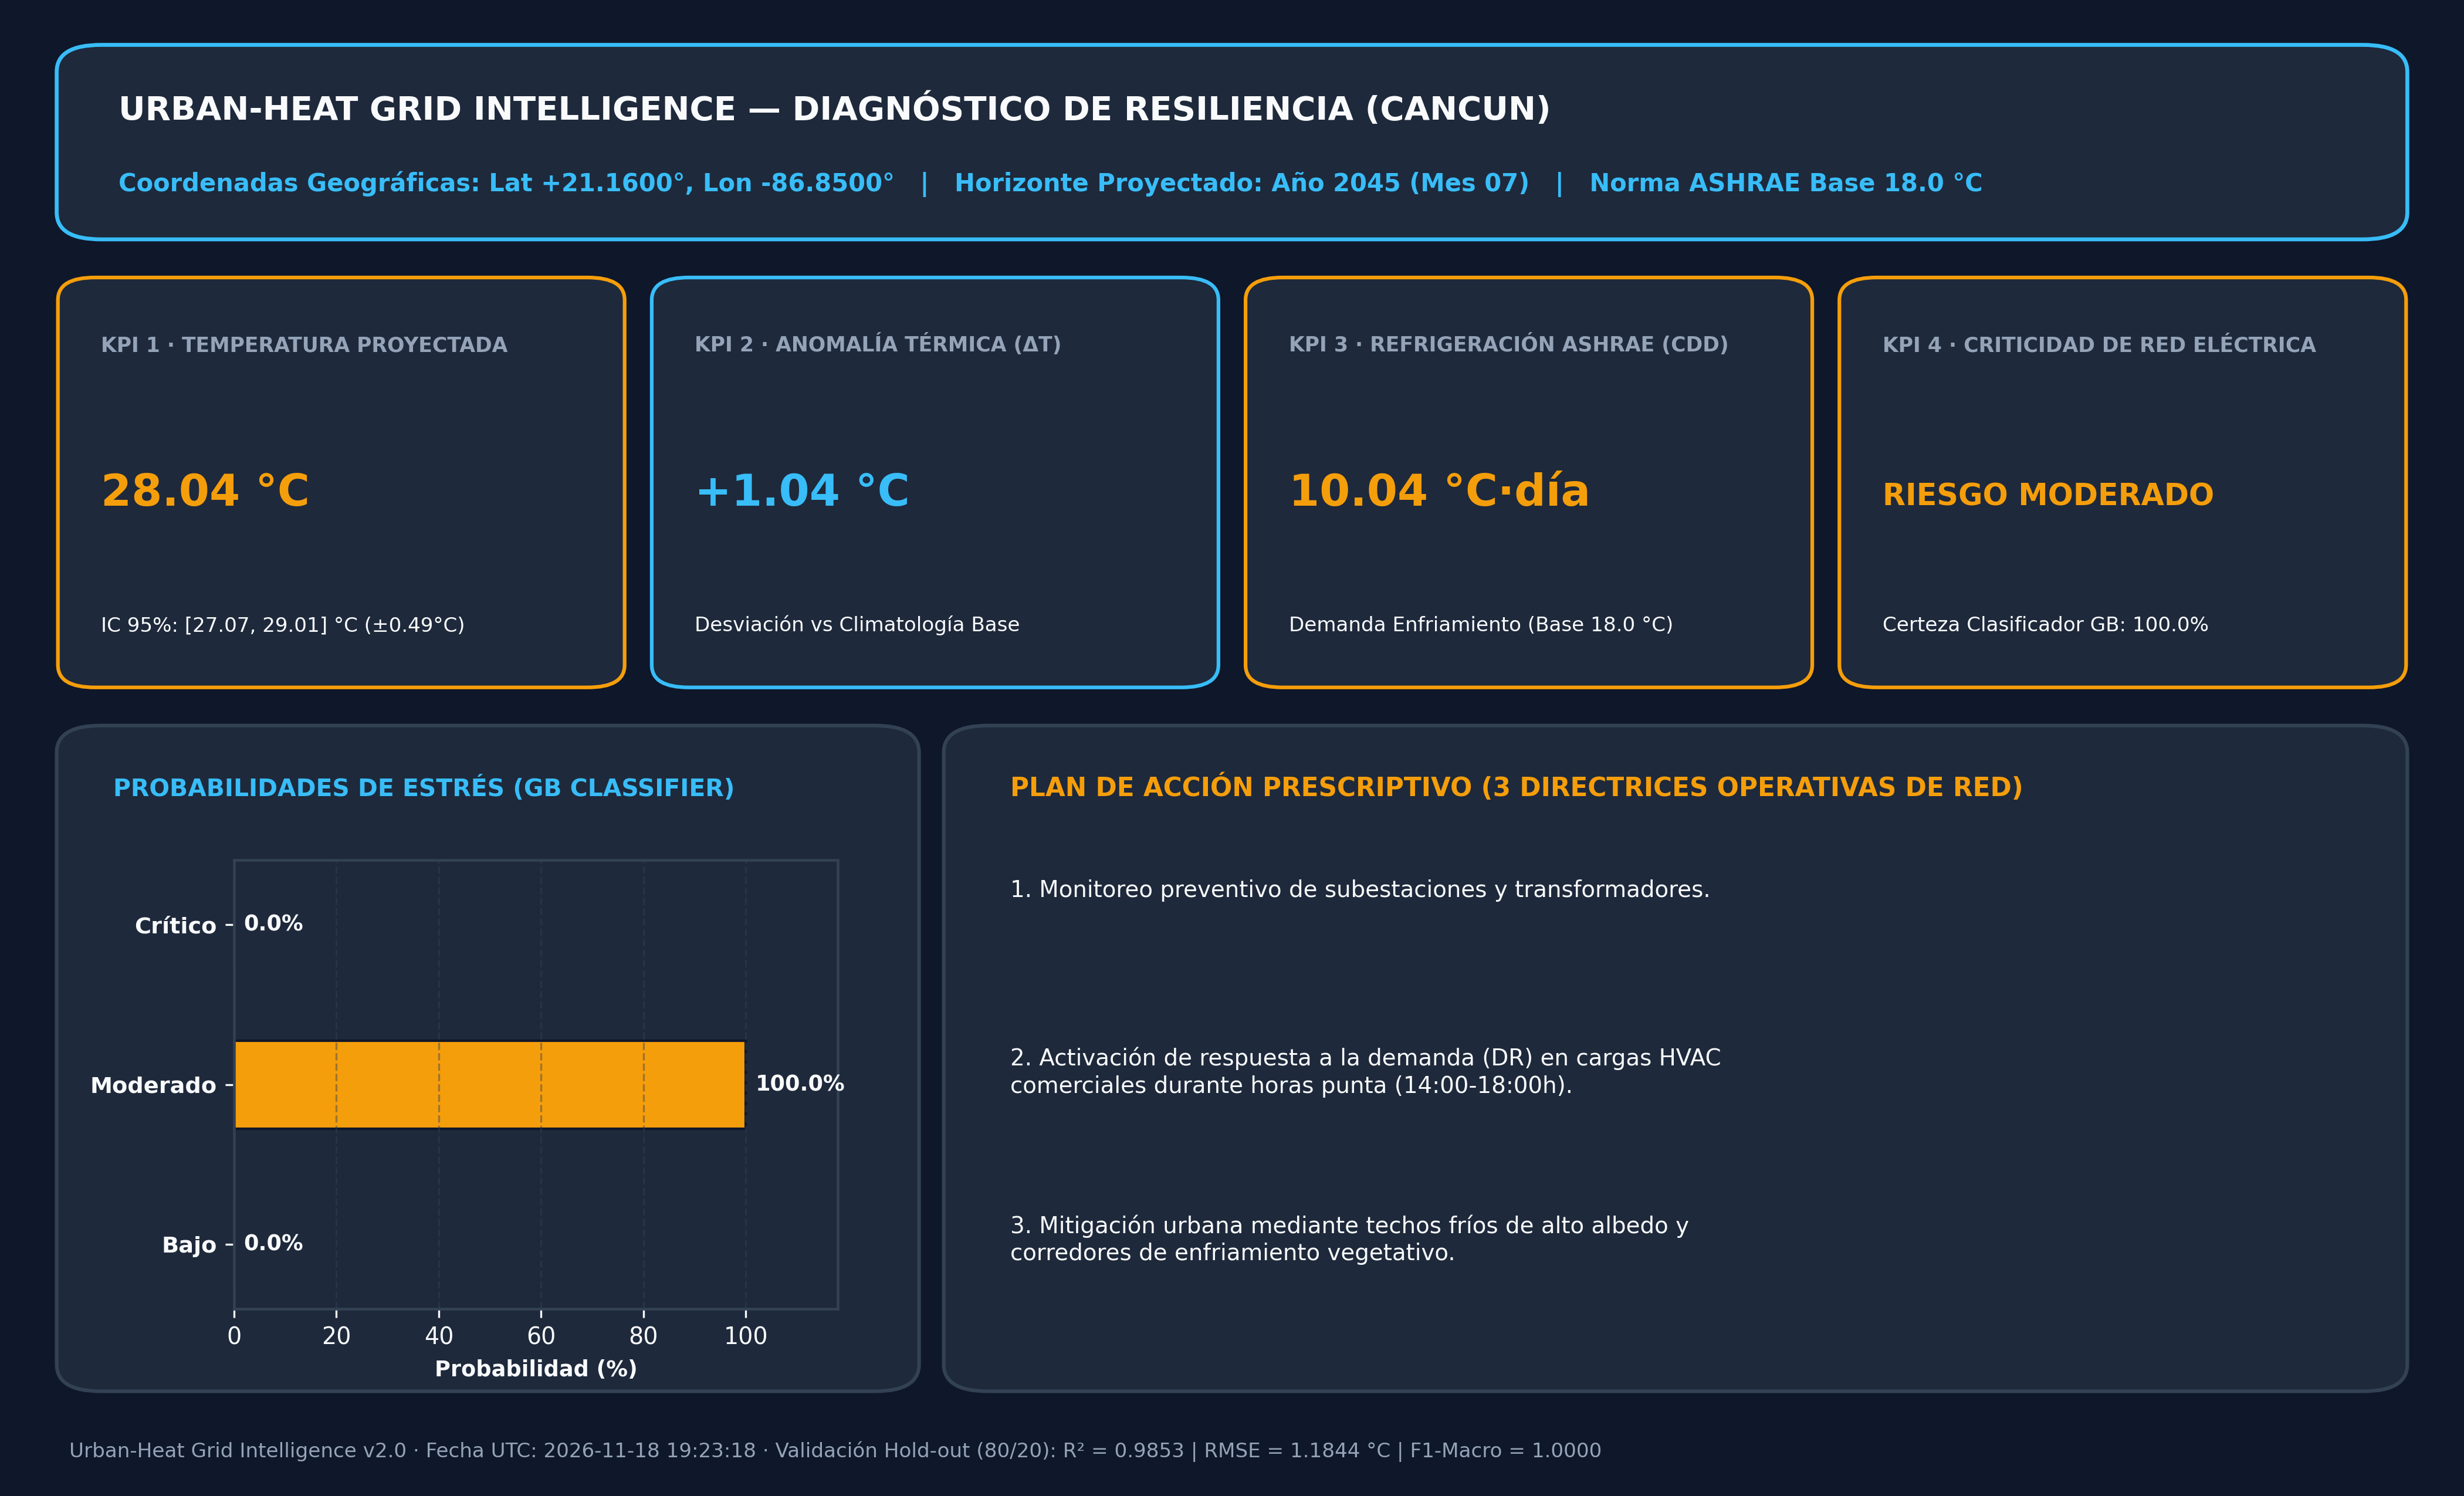 URBAN-HEAT GRID INTELLIGENCE — DIAGNÓSTICO DE RESILIENCIA (CANCUN)
Coordenadas Geográficas: Lat +21.1600°, Lon -86.8500° | Horizonte Proyectado: Año 2045 (Mes 07) | Norma ASHRAE Base 18.0 °C
KPI 1 · TEMPERATURA PROYECTADA
28.04 °C
IC 95%: [27.07, 29.01] °C (±0.49°C)
KPI 2 · ANOMALÍA TÉRMICA (ΔT)
+1.04 °C
Desviación vs Climatología Base
KPI 3 · REFRIGERACIÓN ASHRAE (CDD)
10.04 °C·día
Demanda Enfriamiento (Base 18.0 °C)
KPI 4 · CRITICIDAD DE RED ELÉCTRICA
RIESGO MODERADO
Certeza Clasificador GB: 100.0%
PROBABILIDADES DE ESTRÉS (GB CLASSIFIER)
Crítico 0.0%
Moderado 100.0%
Bajo 0.0%
0 20 40 60 80 100
Probabilidad (%)
PLAN DE ACCIÓN PRESCRIPTIVO (3 DIRECTRICES OPERATIVAS DE RED)
1. Monitoreo preventivo de subestaciones y transformadores.
2. Activación de respuesta a la demanda (DR) en cargas HVAC
comerciales durante horas punta (14:00-18:00h).
3. Mitigación urbana mediante techos fríos de alto albedo y
corredores de enfriamiento vegetativo.
Urban-Heat Grid Intelligence v2.0 · Fecha UTC: 2026-11-18 19:23:18 · Validación Hold-out (80/20): R² = 0.9853 | RMSE = 1.1844 °C | F1-Macro = 1.0000